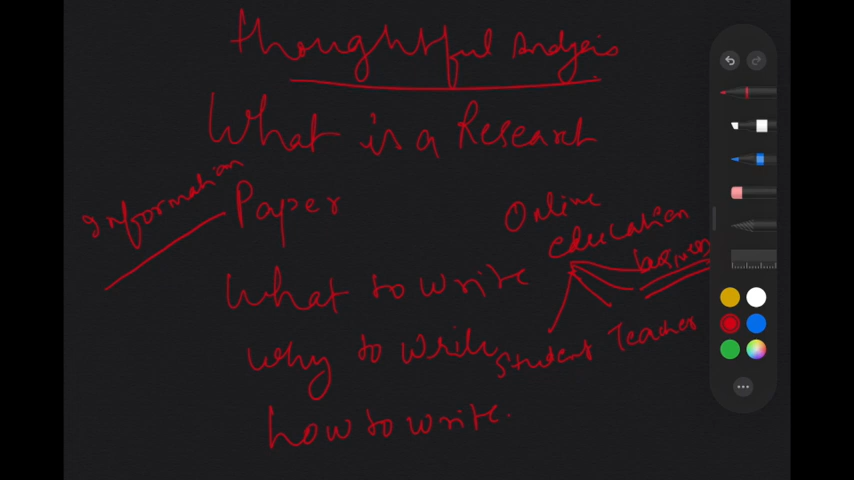 thoughtful Analysis
What is a Research
Information
Paper
Online
education
business
What to write
Why to write
Student Teacher
how to write.